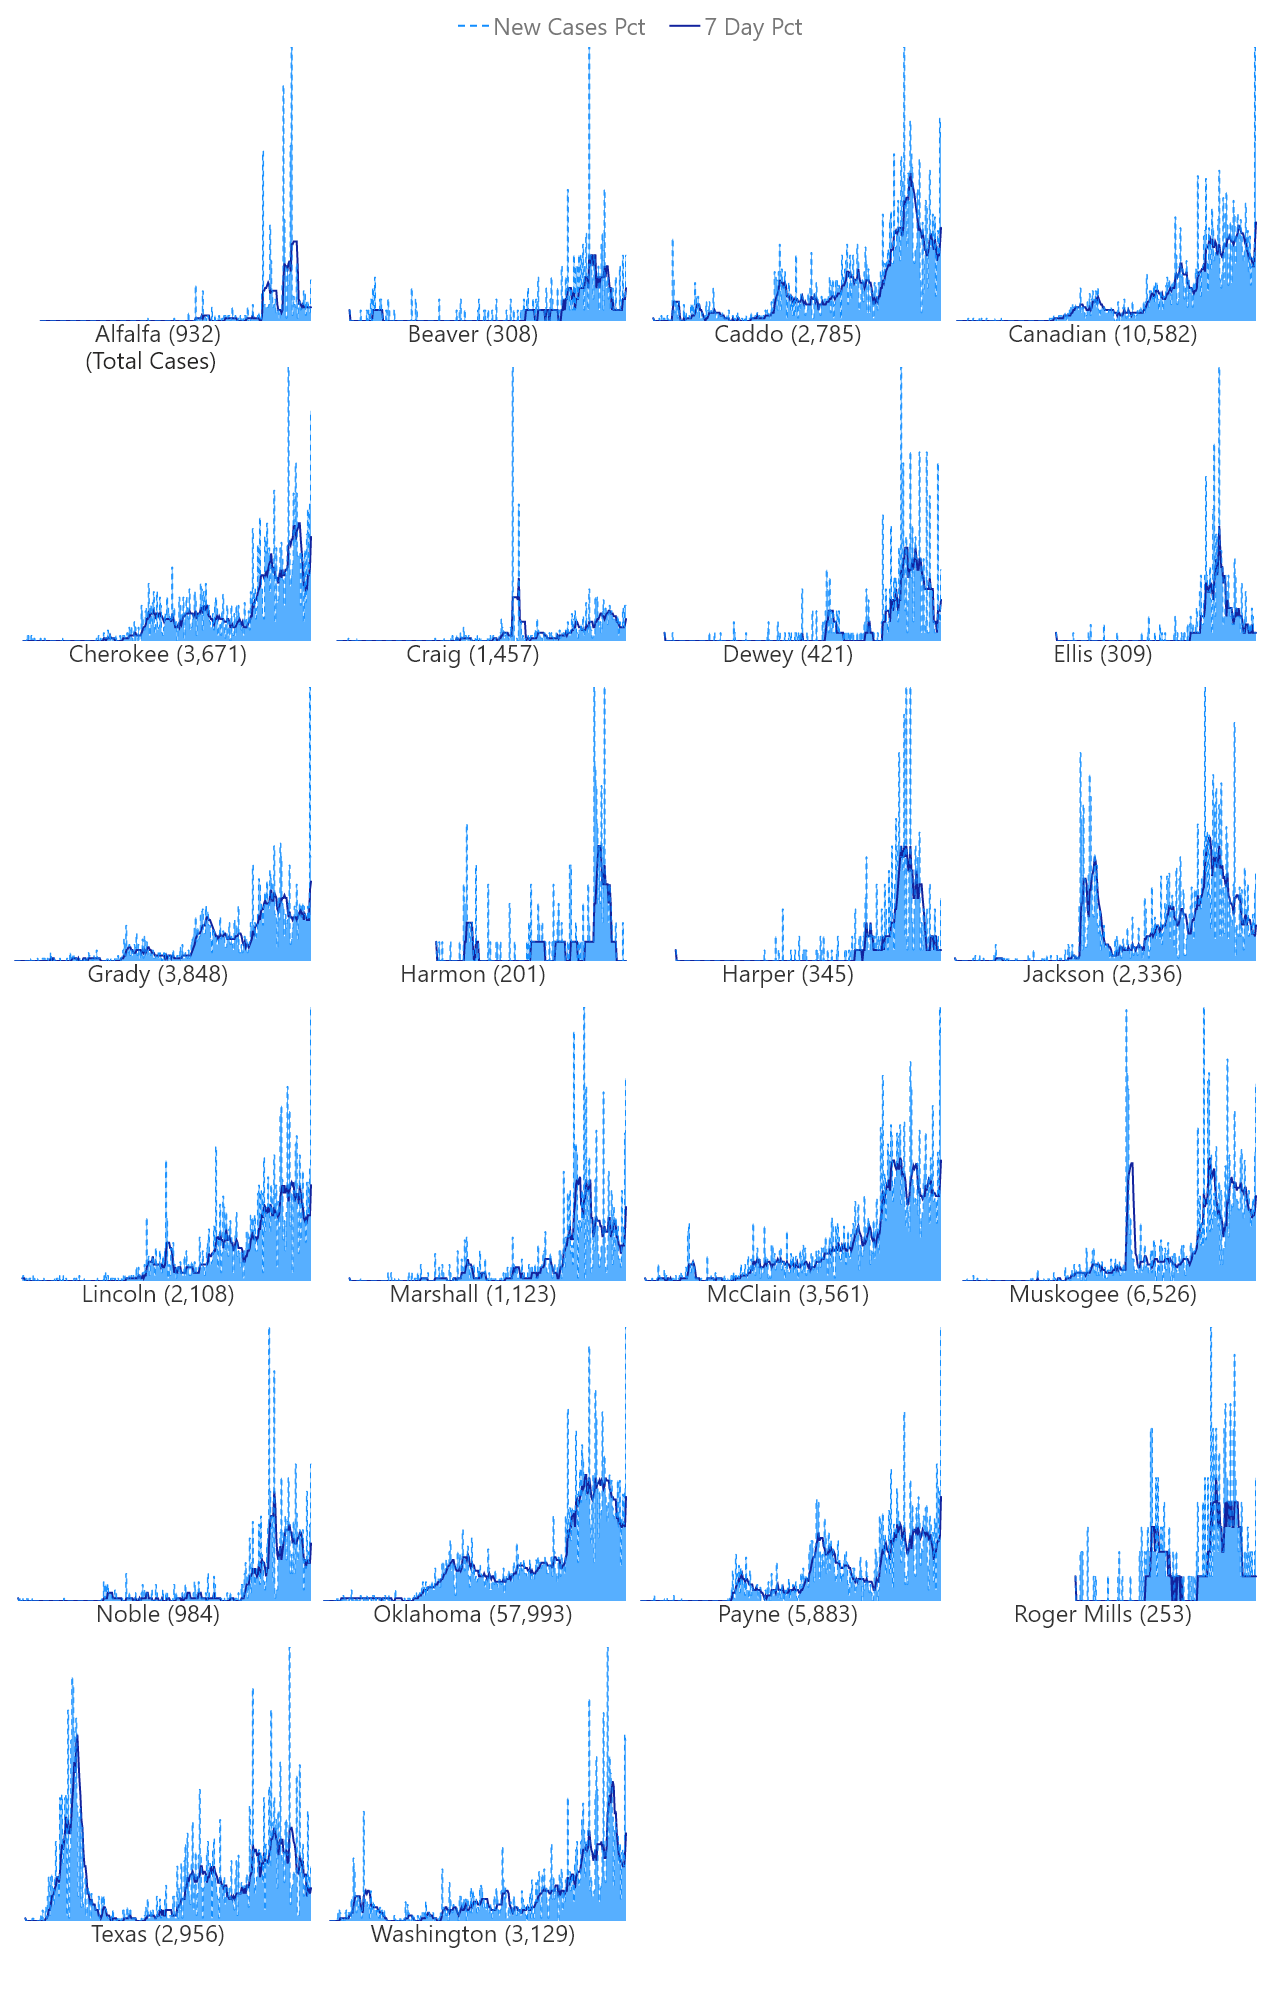 New Cases Pct 7 Day Pct
Alfalfa (932) Beaver (308) Caddo (2,785) Canadian (10,582)
(Total Cases)
Cherokee (3,671) Craig (1,457) Dewey (421) Ellis (309)
Grady (3,848) Harmon (201) Harper (345) Jackson (2,336)
Lincoln (2,108) Marshall (1,123) McClain (3,561) Muskogee (6,526)
Noble (984) Oklahoma (57,993) Payne (5,883) Roger Mills (253)
Texas (2,956) Washington (3,129)